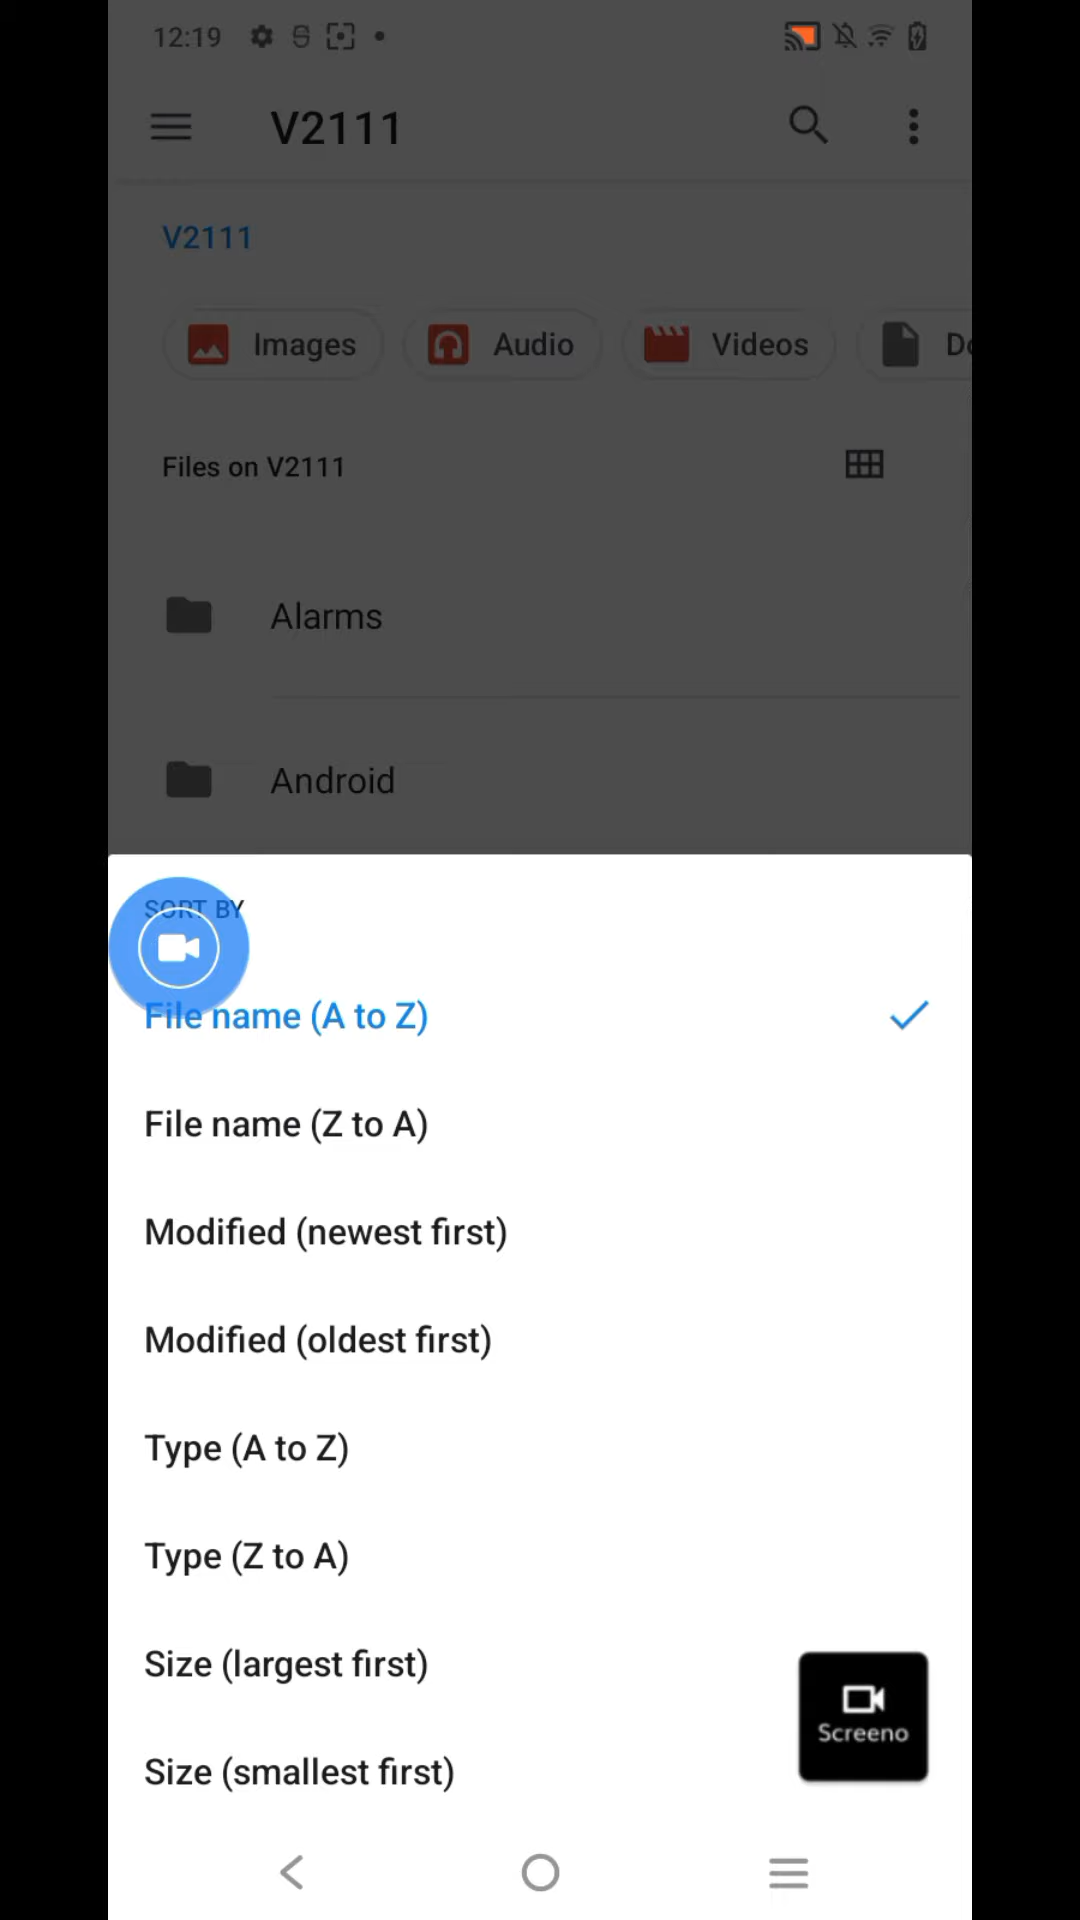 12:19
V2111
V2111
Images
Audio
Videos
Files on V2111
Alarms
Android
SORT BY
File name (A to Z)
File name (Z to A)
Modified (newest first)
Modified (oldest first)
Type (A to Z)
Type (Z to A)
Size (largest first)
Size (smallest first)
Screeno